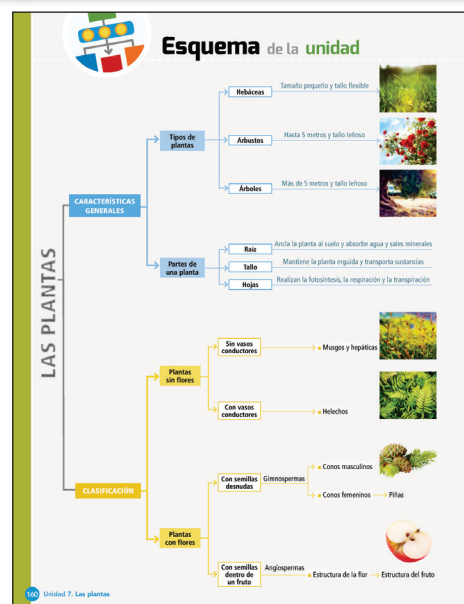 Esquema de la unidad
LAS PLANTAS
CARACTERÍSTICAS
GENERALES
Tipos de
plantas
Hebáceas
Tamaño pequeño y tallo flexible
Arbustos
Hasta 5 metros y tallo leñoso
Árboles
Más de 5 metros y tallo leñoso
Partes de
una planta
Raíz
Ancla la planta al suelo y absorbe agua y sales minerales
Tallo
Mantiene la planta erguida y transporta sustancias
Hojas
Realizan la fotosíntesis, la respiración y la transpiración
CLASIFICACIÓN
Plantas
sin flores
Sin vasos
conductores
Musgos y hepáticas
Con vasos
conductores
Helechos
Plantas
con flores
Con semillas
desnudas
Gimnospermas
Conos masculinos
Conos femeninos
Piñas
Con semillas
dentro de
un fruto
Angiospermas
Estructura de la flor
Estructura del fruto
160 Unidad 7. Las plantas